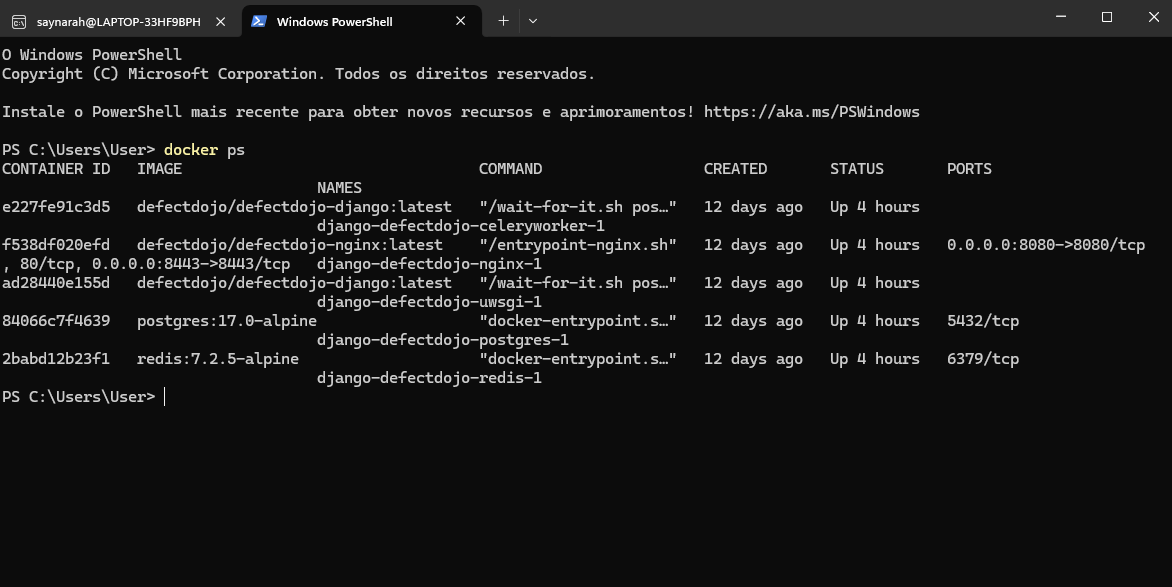 saynarah@LAPTOP-33HF9BPH
Windows PowerShell
O Windows PowerShell
Copyright (C) Microsoft Corporation. Todos os direitos reservados.
Instale o PowerShell mais recente para obter novos recursos e aprimoramentos! https://aka.ms/PSWindows
PS C:\Users\User> docker ps
CONTAINER ID   IMAGE                                 COMMAND                  CREATED       STATUS       PORTS
                                   NAMES
e227fe91c3d5   defectdojo/defectdojo-django:latest   "/wait-for-it.sh pos…"   12 days ago   Up 4 hours
                                   django-defectdojo-celeryworker-1
f538df020efd   defectdojo/defectdojo-nginx:latest    "/entrypoint-nginx.sh"   12 days ago   Up 4 hours   0.0.0.0:8080->8080/tcp
, 80/tcp, 0.0.0.0:8443->8443/tcp   django-defectdojo-nginx-1
ad28440e155d   defectdojo/defectdojo-django:latest   "/wait-for-it.sh pos…"   12 days ago   Up 4 hours
                                   django-defectdojo-uwsgi-1
84066c7f4639   postgres:17.0-alpine                  "docker-entrypoint.s…"   12 days ago   Up 4 hours   5432/tcp
                                   django-defectdojo-postgres-1
2babd12b23f1   redis:7.2.5-alpine                    "docker-entrypoint.s…"   12 days ago   Up 4 hours   6379/tcp
                                   django-defectdojo-redis-1
PS C:\Users\User>